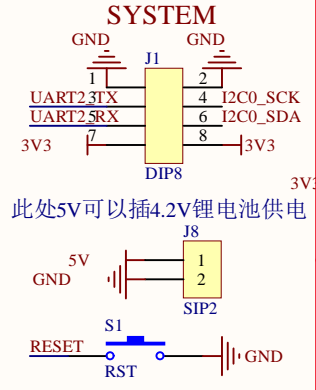 SYSTEM
GND GND
J1
1 2
UART2_TX 3 4 I2C0_SCK
UART2_RX 5 6 I2C0_SDA
3V3 7 8 3V3
DIP8
3V3
此处5V可以插4.2V锂电池供电
J8
5V 1
GND 2
SIP2
S1
RESET GND
RST